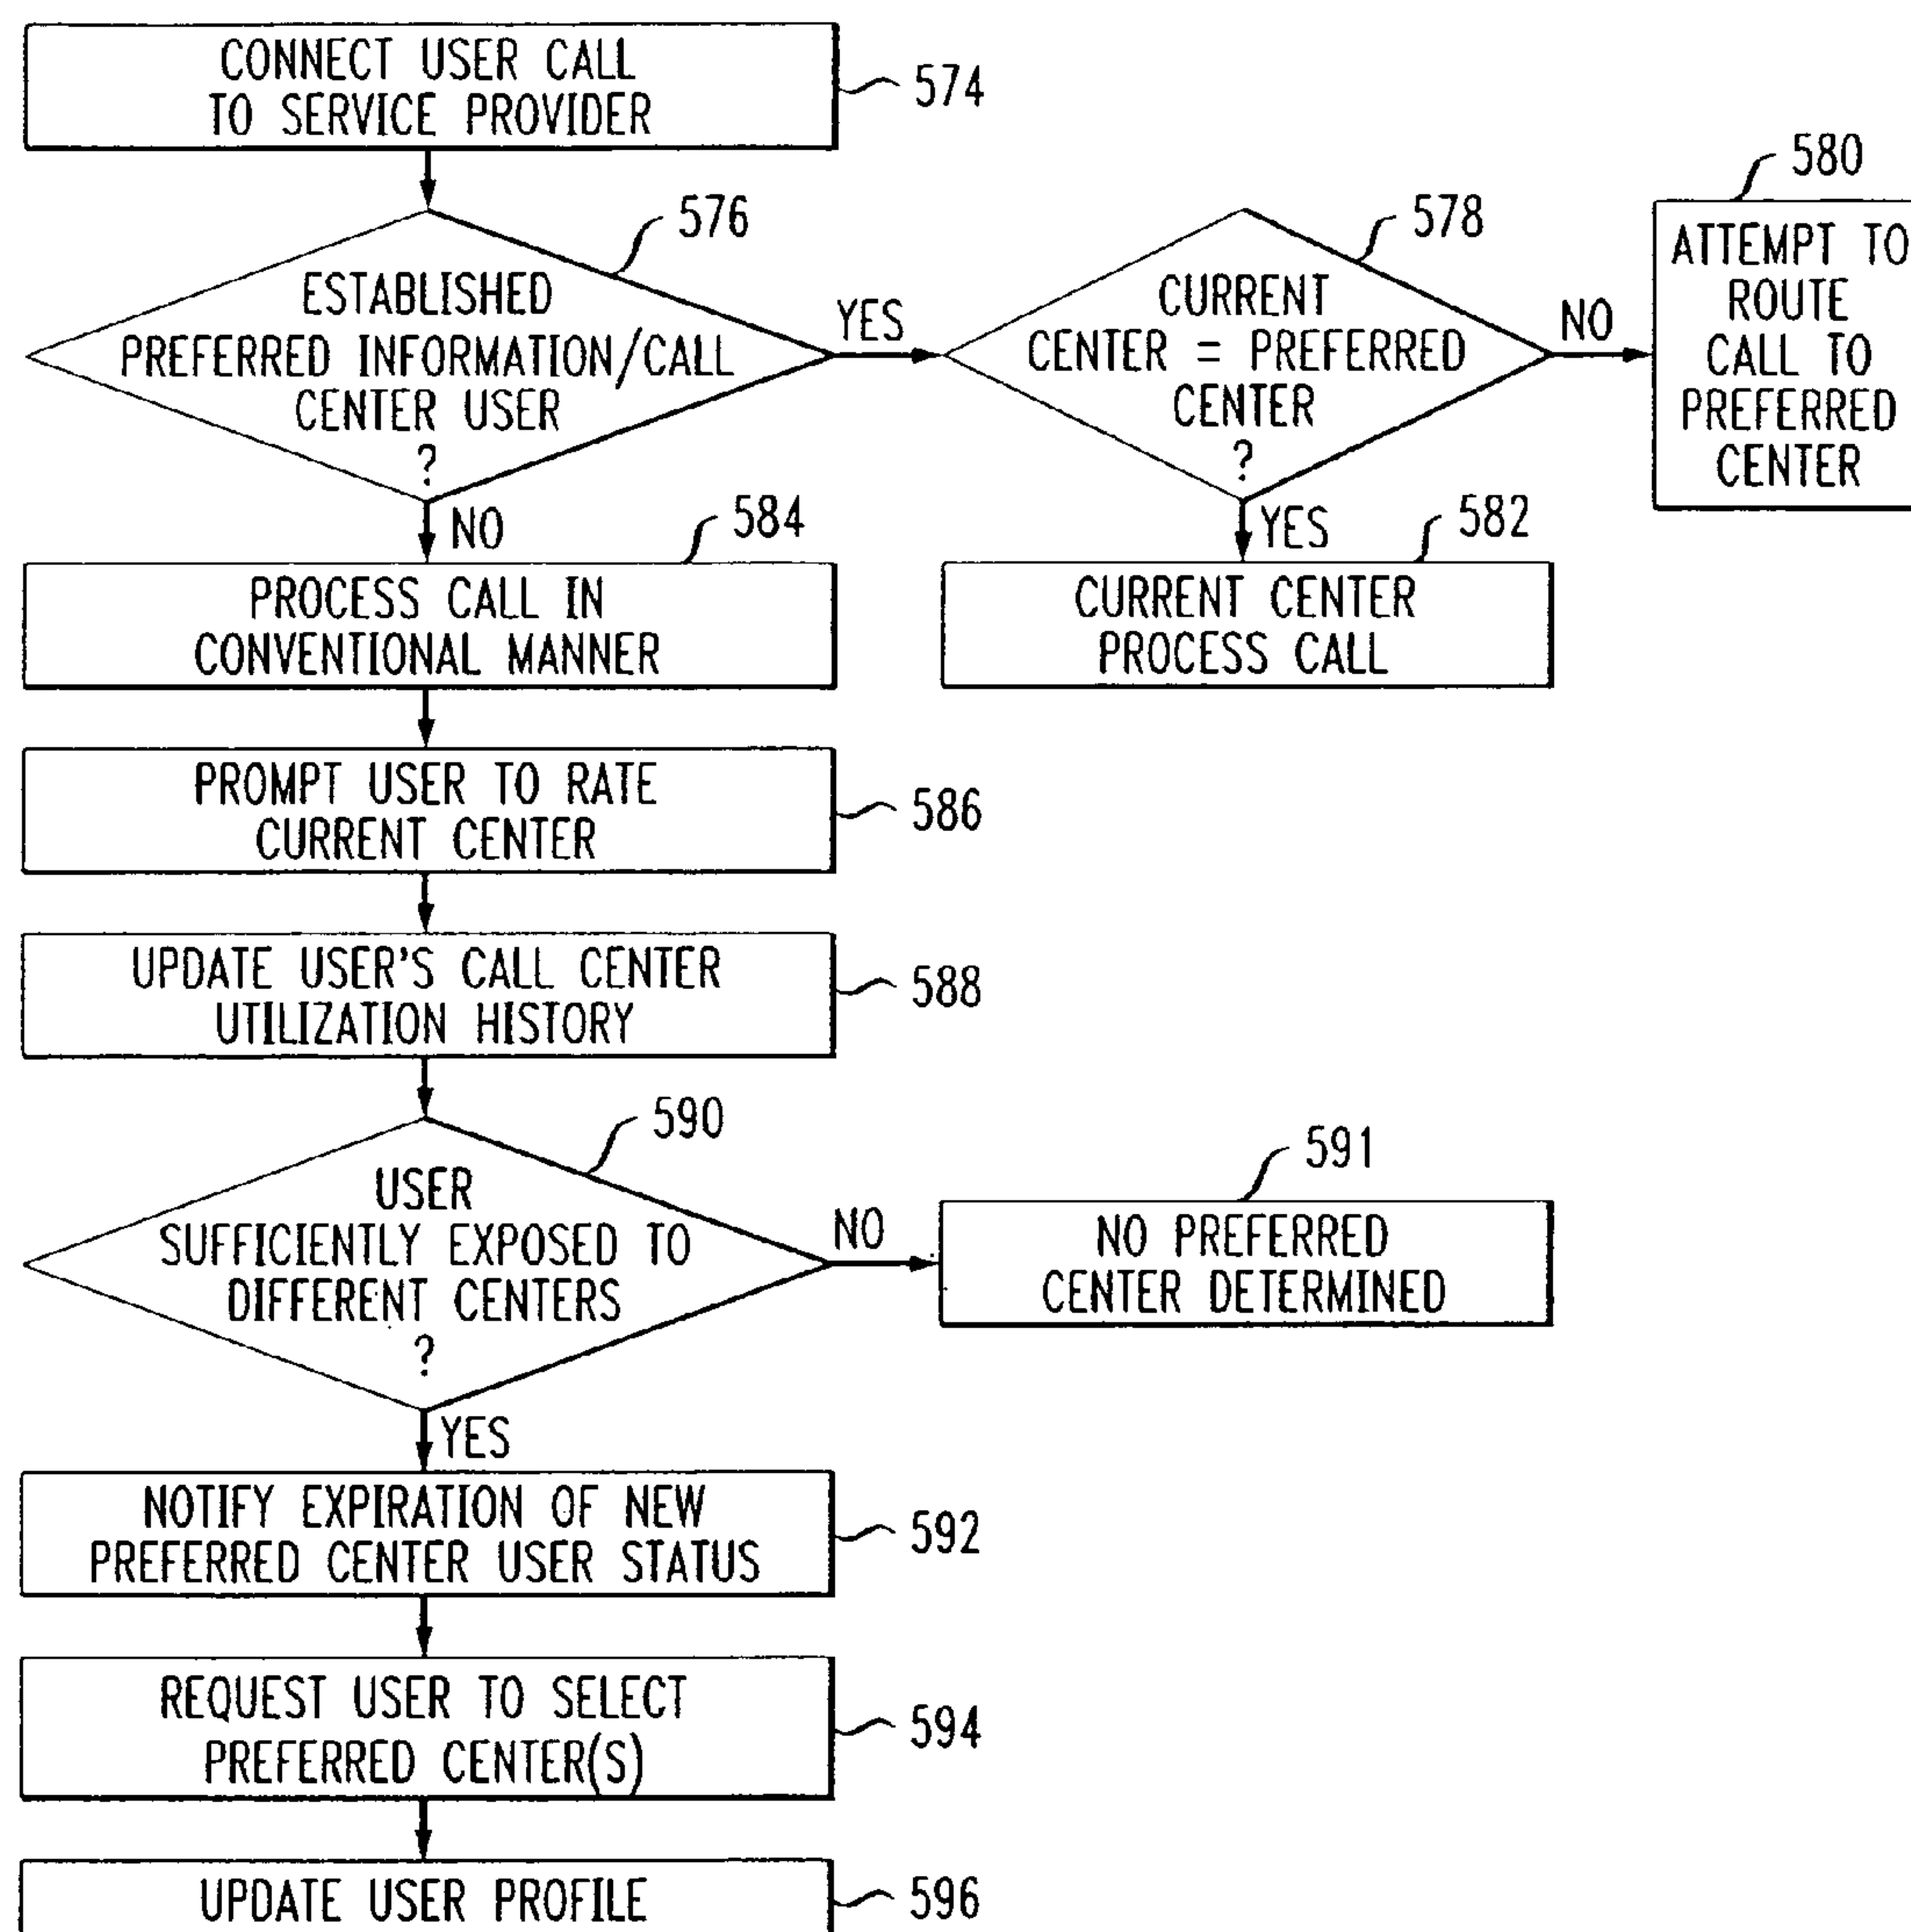 CONNECT USER CALL
TO SERVICE PROVIDER
574
576
ESTABLISHED
PREFERRED INFORMATION/CALL
CENTER USER
?
YES
578
CURRENT
CENTER = PREFERRED
CENTER
?
NO
580
ATTEMPT TO
ROUTE
CALL TO
PREFERRED
CENTER
NO
584
PROCESS CALL IN
CONVENTIONAL MANNER
YES
582
CURRENT CENTER
PROCESS CALL
PROMPT USER TO RATE
CURRENT CENTER
586
UPDATE USER'S CALL CENTER
UTILIZATION HISTORY
588
590
USER
SUFFICIENTLY EXPOSED TO
DIFFERENT CENTERS
?
NO
591
NO PREFERRED
CENTER DETERMINED
YES
NOTIFY EXPIRATION OF NEW
PREFERRED CENTER USER STATUS
592
REQUEST USER TO SELECT
PREFERRED CENTER(S)
594
UPDATE USER PROFILE
596